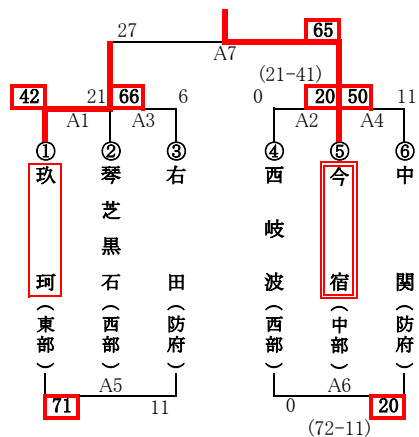 27 65
A7
(21-41)
42 21 66 6 0 20 50 11
A1 A3 A2 A4
① ② ③ ④ ⑤ ⑥
玖珂(東部)
琴芝黒石(西部)
右田(防府)
西岐波(西部)
今宿(中部)
中関(防府)
A5 A6
71 11 0 20
(72-11)